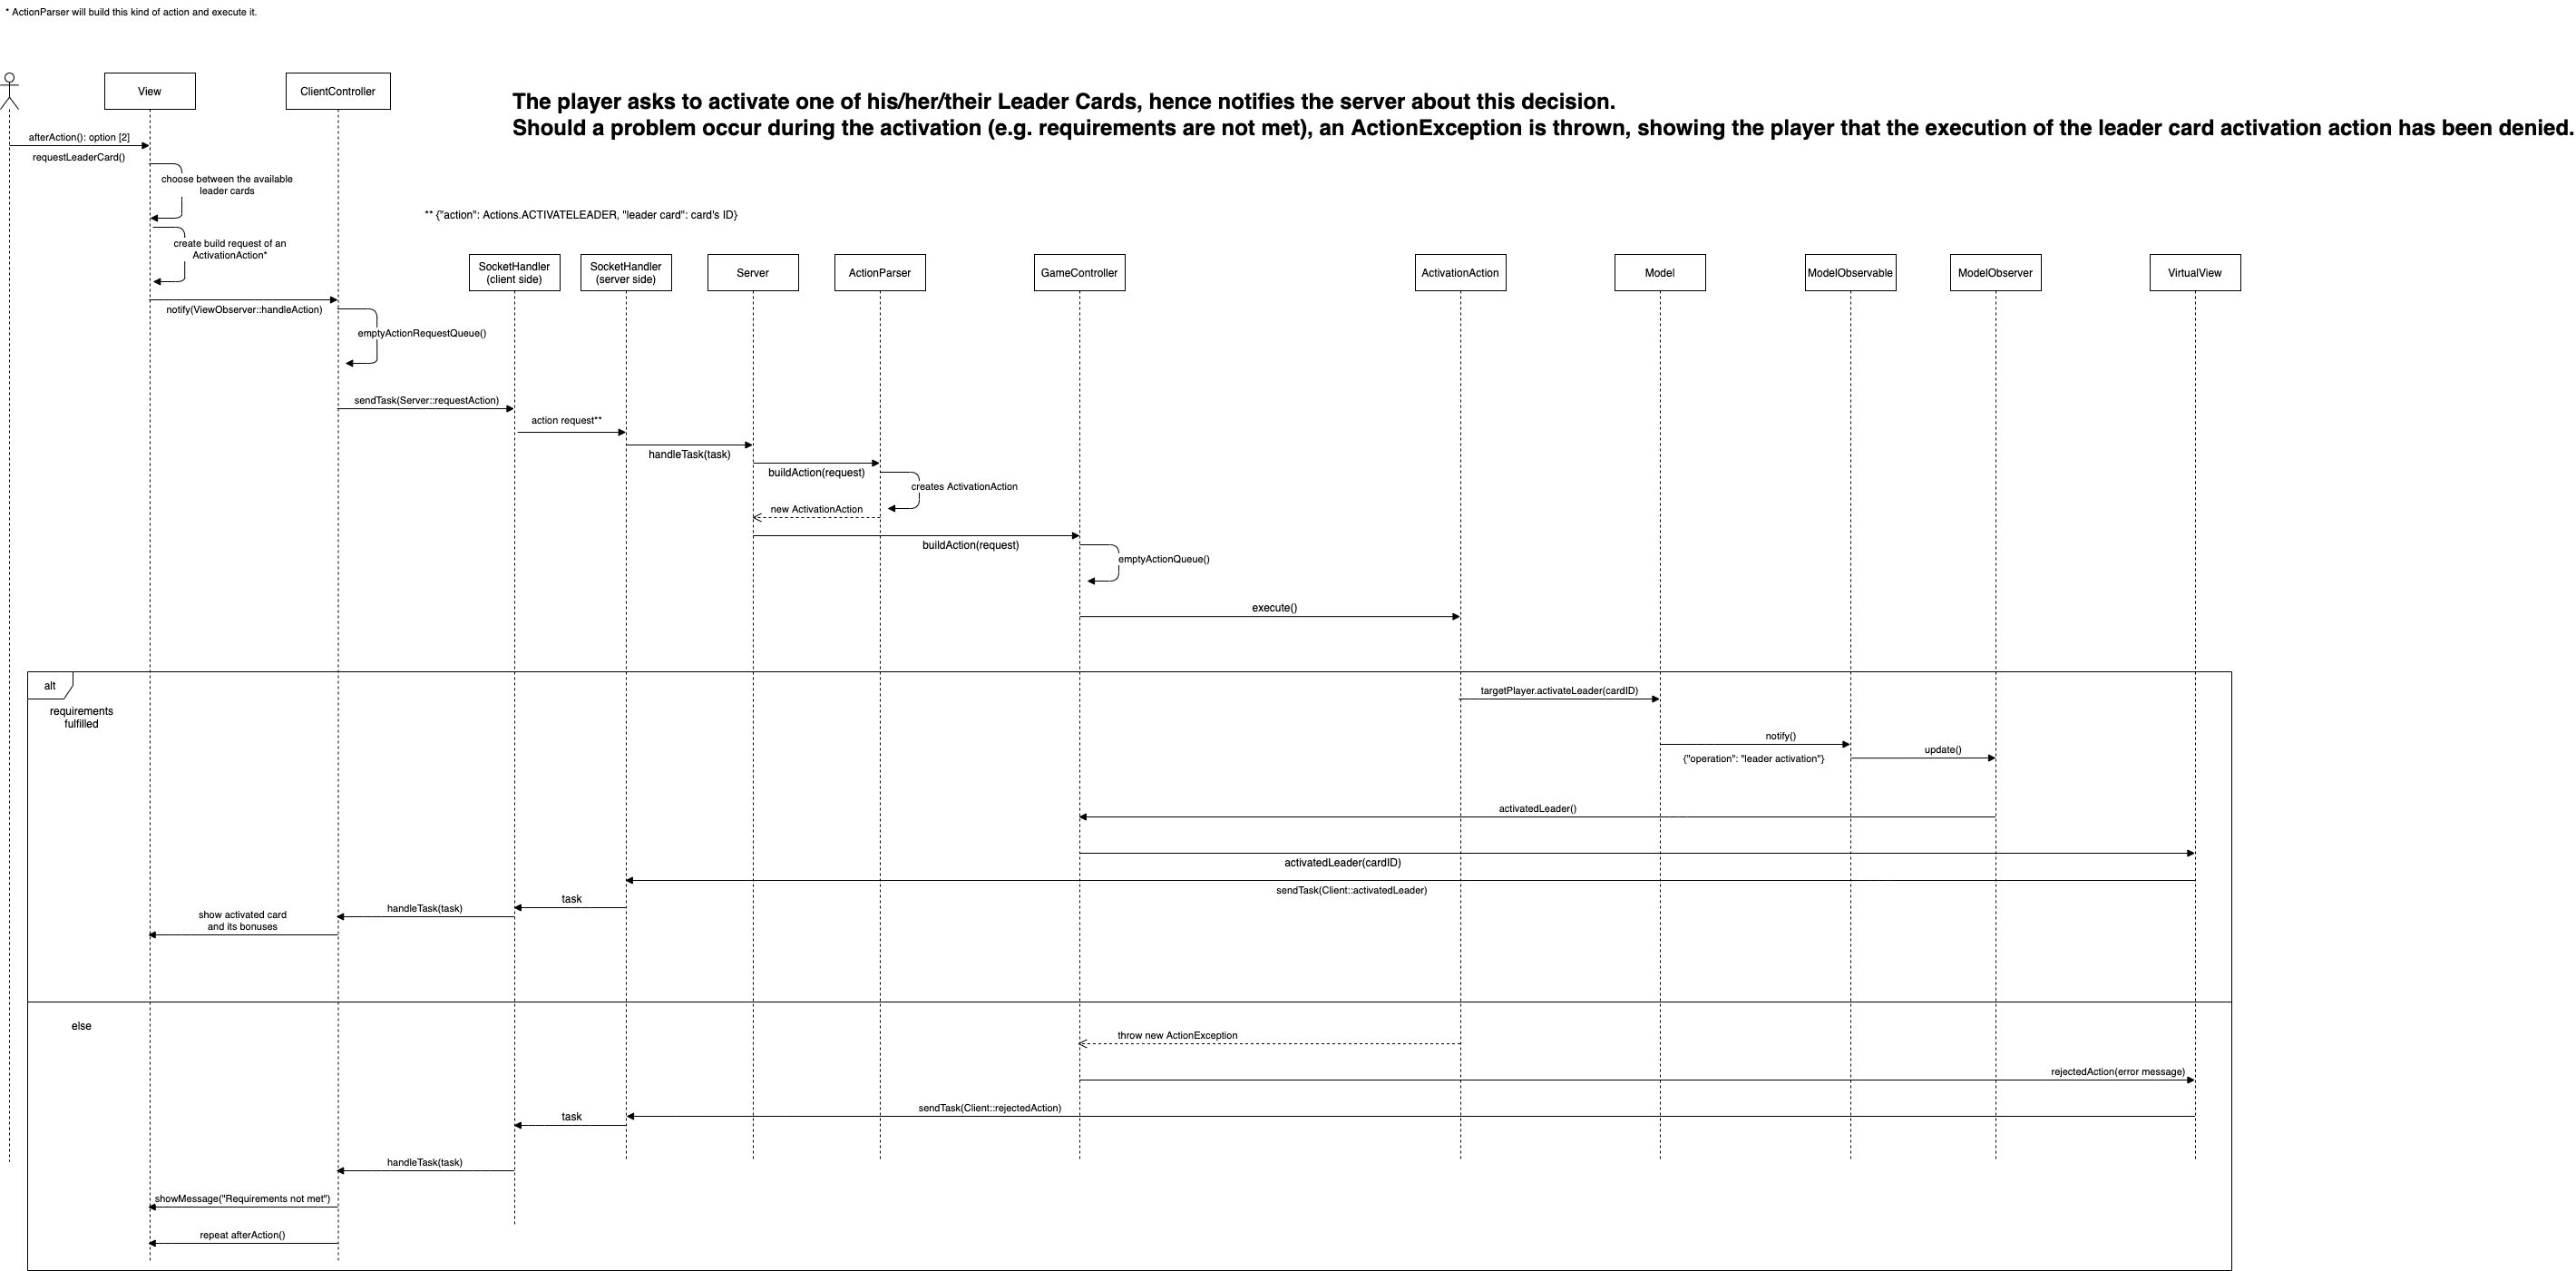 * ActionParser will build this kind of action and execute it.
View
ClientController
The player asks to activate one of his/her/their Leader Cards, hence notifies the server about this decision.
Should a problem occur during the activation (e.g. requirements are not met), an ActionException is thrown, showing the player that the execution of the leader card activation action has been denied.
afterAction(): option [2]
requestLeaderCard()
choose between the available
leader cards
** {"action": Actions.ACTIVATELEADER, "leader card": card's ID}
create build request of an
ActivationAction*
SocketHandler
(client side)
SocketHandler
(server side)
Server
ActionParser
GameController
ActivationAction
Model
ModelObservable
ModelObserver
VirtualView
notify(ViewObserver::handleAction)
emptyActionRequestQueue()
sendTask(Server::requestAction)
action request**
handleTask(task)
buildAction(request)
creates ActivationAction
new ActivationAction
buildAction(request)
emptyActionQueue()
execute()
alt
requirements
fulfilled
targetPlayer.activateLeader(cardID)
notify()
{"operation": "leader activation"}
update()
activatedLeader()
activatedLeader(cardID)
sendTask(Client::activatedLeader)
task
handleTask(task)
show activated card
and its bonuses
else
throw new ActionException
rejectedAction(error message)
sendTask(Client::rejectedAction)
task
handleTask(task)
showMessage("Requirements not met")
repeat afterAction()